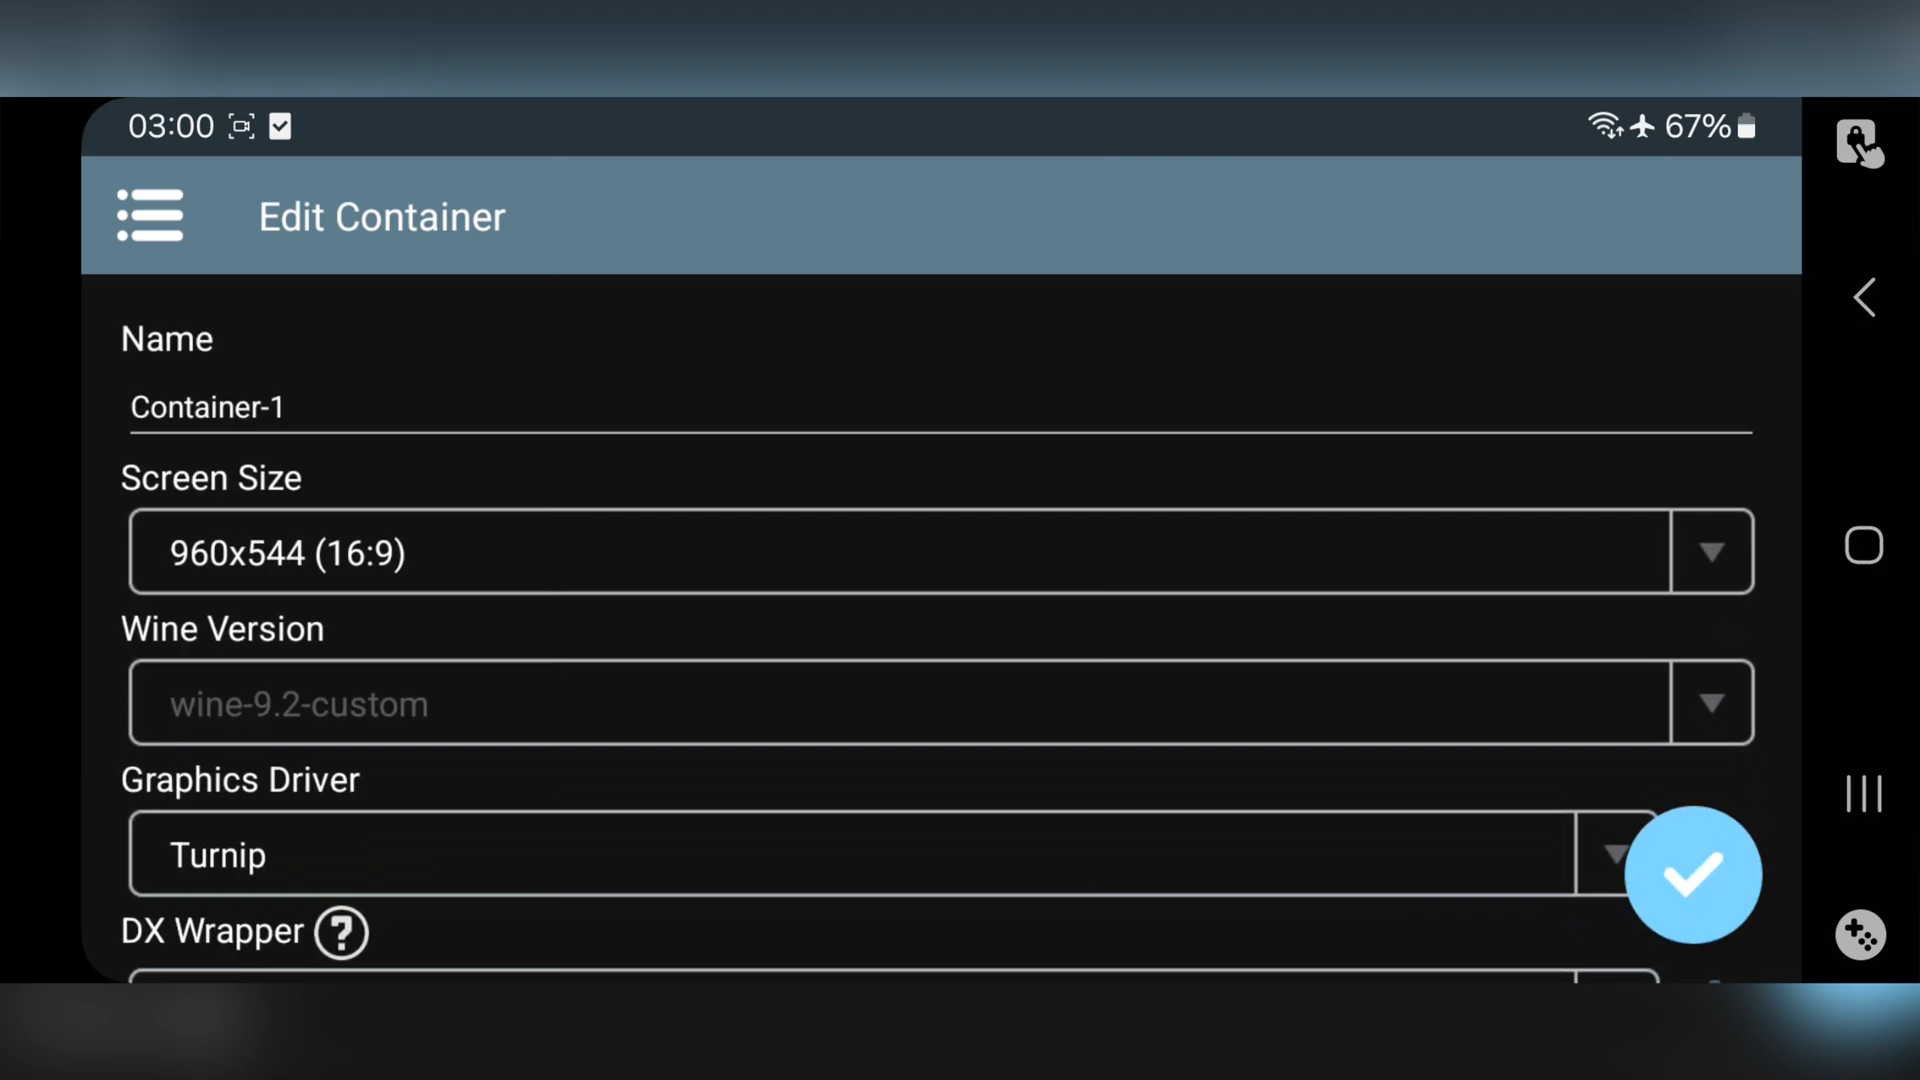 03:00
67%
Edit Container
Name
Container-1
Screen Size
960x544 (16:9)
Wine Version
wine-9.2-custom
Graphics Driver
Turnip
DX Wrapper ?